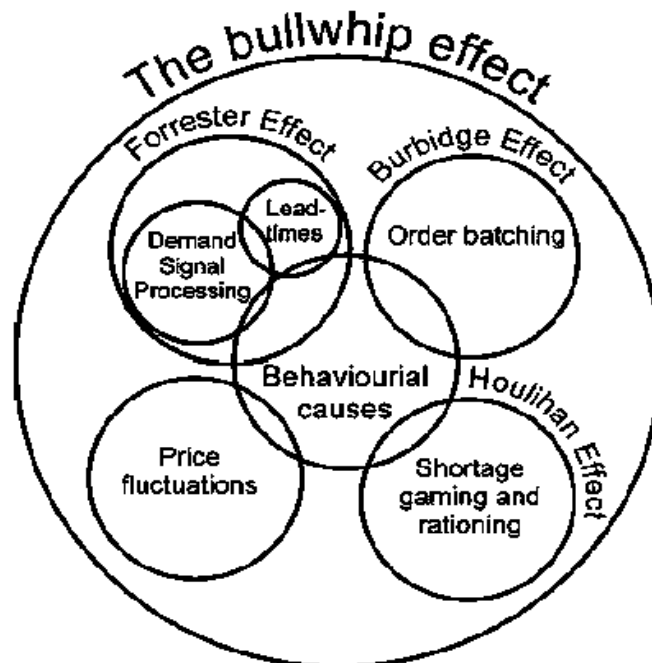 The bullwhip effect
Forrester Effect
Burbidge Effect
Lead-
times
Demand
Signal
Processing
Order batching
Behaviourial
causes
Houlihan Effect
Price
fluctuations
Shortage
gaming and
rationing